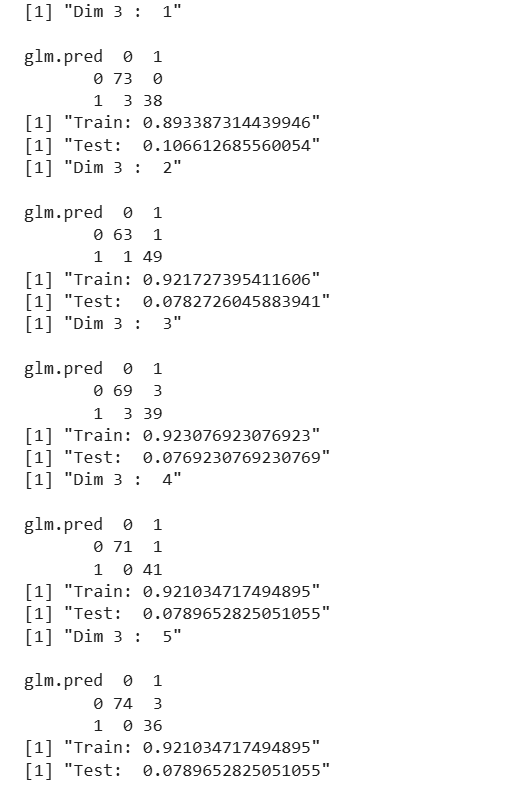 [1] "Dim 3 :  1"
glm.pred  0  1
       0 73  0
       1  3 38
[1] "Train: 0.893387314439946"
[1] "Test:  0.106612685560054"
[1] "Dim 3 :  2"
glm.pred  0  1
       0 63  1
       1  1 49
[1] "Train: 0.921727395411606"
[1] "Test:  0.0782726045883941"
[1] "Dim 3 :  3"
glm.pred  0  1
       0 69  3
       1  3 39
[1] "Train: 0.923076923076923"
[1] "Test:  0.0769230769230769"
[1] "Dim 3 :  4"
glm.pred  0  1
       0 71  1
       1  0 41
[1] "Train: 0.921034717494895"
[1] "Test:  0.0789652825051055"
[1] "Dim 3 :  5"
glm.pred  0  1
       0 74  3
       1  0 36
[1] "Train: 0.921034717494895"
[1] "Test:  0.0789652825051055"